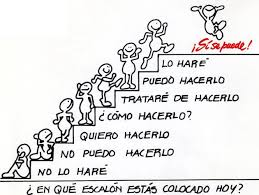 ¡Sí se puede!
LO HARÉ
PUEDO HACERLO
TRATARÉ DE HACERLO
¿CÓMO HACERLO?
QUIERO HACERLO
NO PUEDO HACERLO
NO LO HARÉ
¿EN QUÉ ESCALÓN ESTÁS COLOCADO HOY?